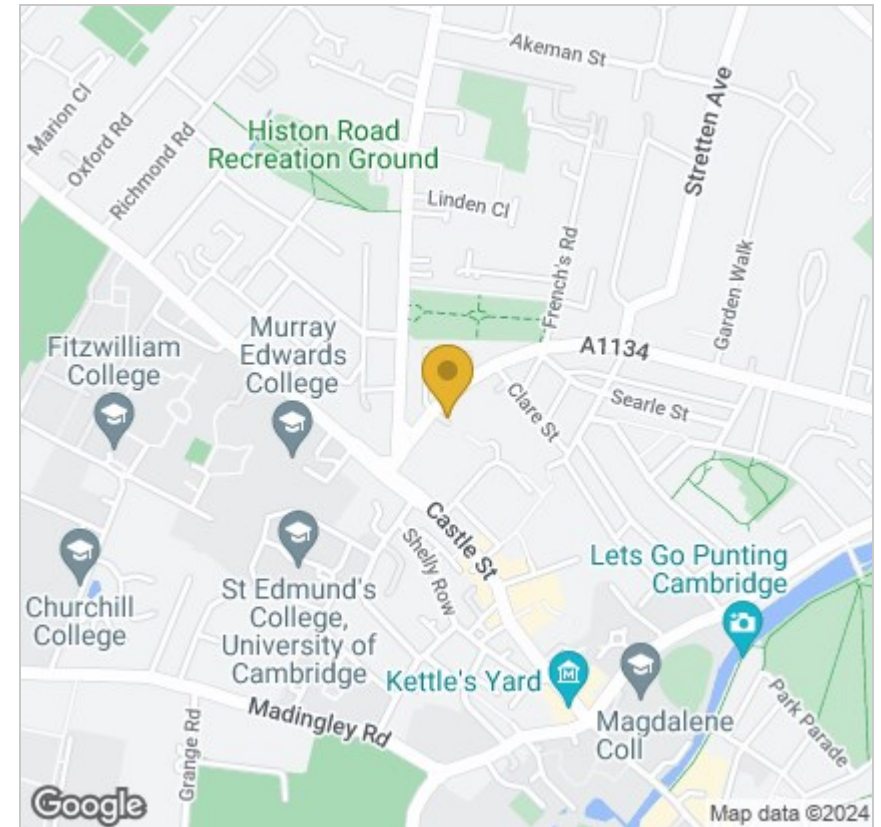 Akeman St
Stretten Ave
Marion Cl
Oxford Rd
Richmond Rd
Histon Road
Recreation Ground
Linden Cl
French's Rd
Garden Walk
A1134
Fitzwilliam
College
Murray
Edwards
College
Searle St
Clare St
Castle St
Shelly Row
Lets Go Punting
Cambridge
St Edmund's
College,
University of
Cambridge
Churchill
College
Kettle's Yard
M
Magdalene
Coll
Park Parade
Madingley Rd
Grange Rd
Google
Map data ©2024